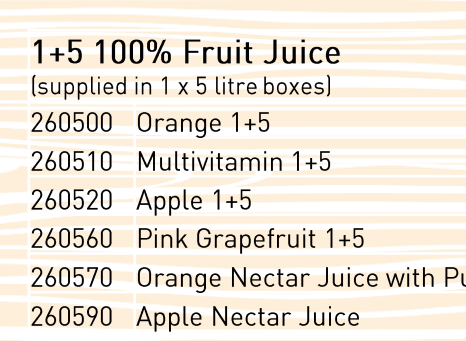 1+5 100% Fruit Juice
(supplied in 1 x 5 litre boxes)
260500 Orange 1+5
260510 Multivitamin 1+5
260520 Apple 1+5
260560 Pink Grapefruit 1+5
260570 Orange Nectar Juice with
260590 Apple Nectar Juice